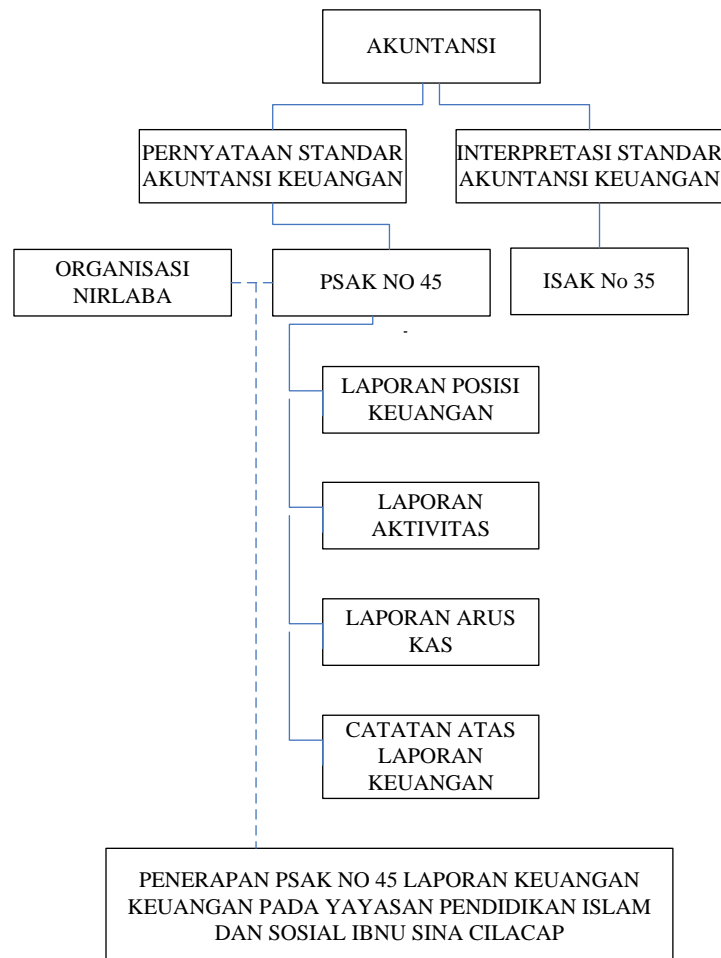 AKUNTANSI
PERNYATAAN STANDAR
AKUNTANSI KEUANGAN
INTERPRETASI STANDAR
AKUNTANSI KEUANGAN
ORGANISASI
NIRLABA
PSAK NO 45
ISAK No 35
-
LAPORAN POSISI
KEUANGAN
LAPORAN
AKTIVITAS
LAPORAN ARUS
KAS
CATATAN ATAS
LAPORAN
KEUANGAN
PENERAPAN PSAK NO 45 LAPORAN KEUANGAN
KEUANGAN PADA YAYASAN PENDIDIKAN ISLAM
DAN SOSIAL IBNU SINA CILACAP